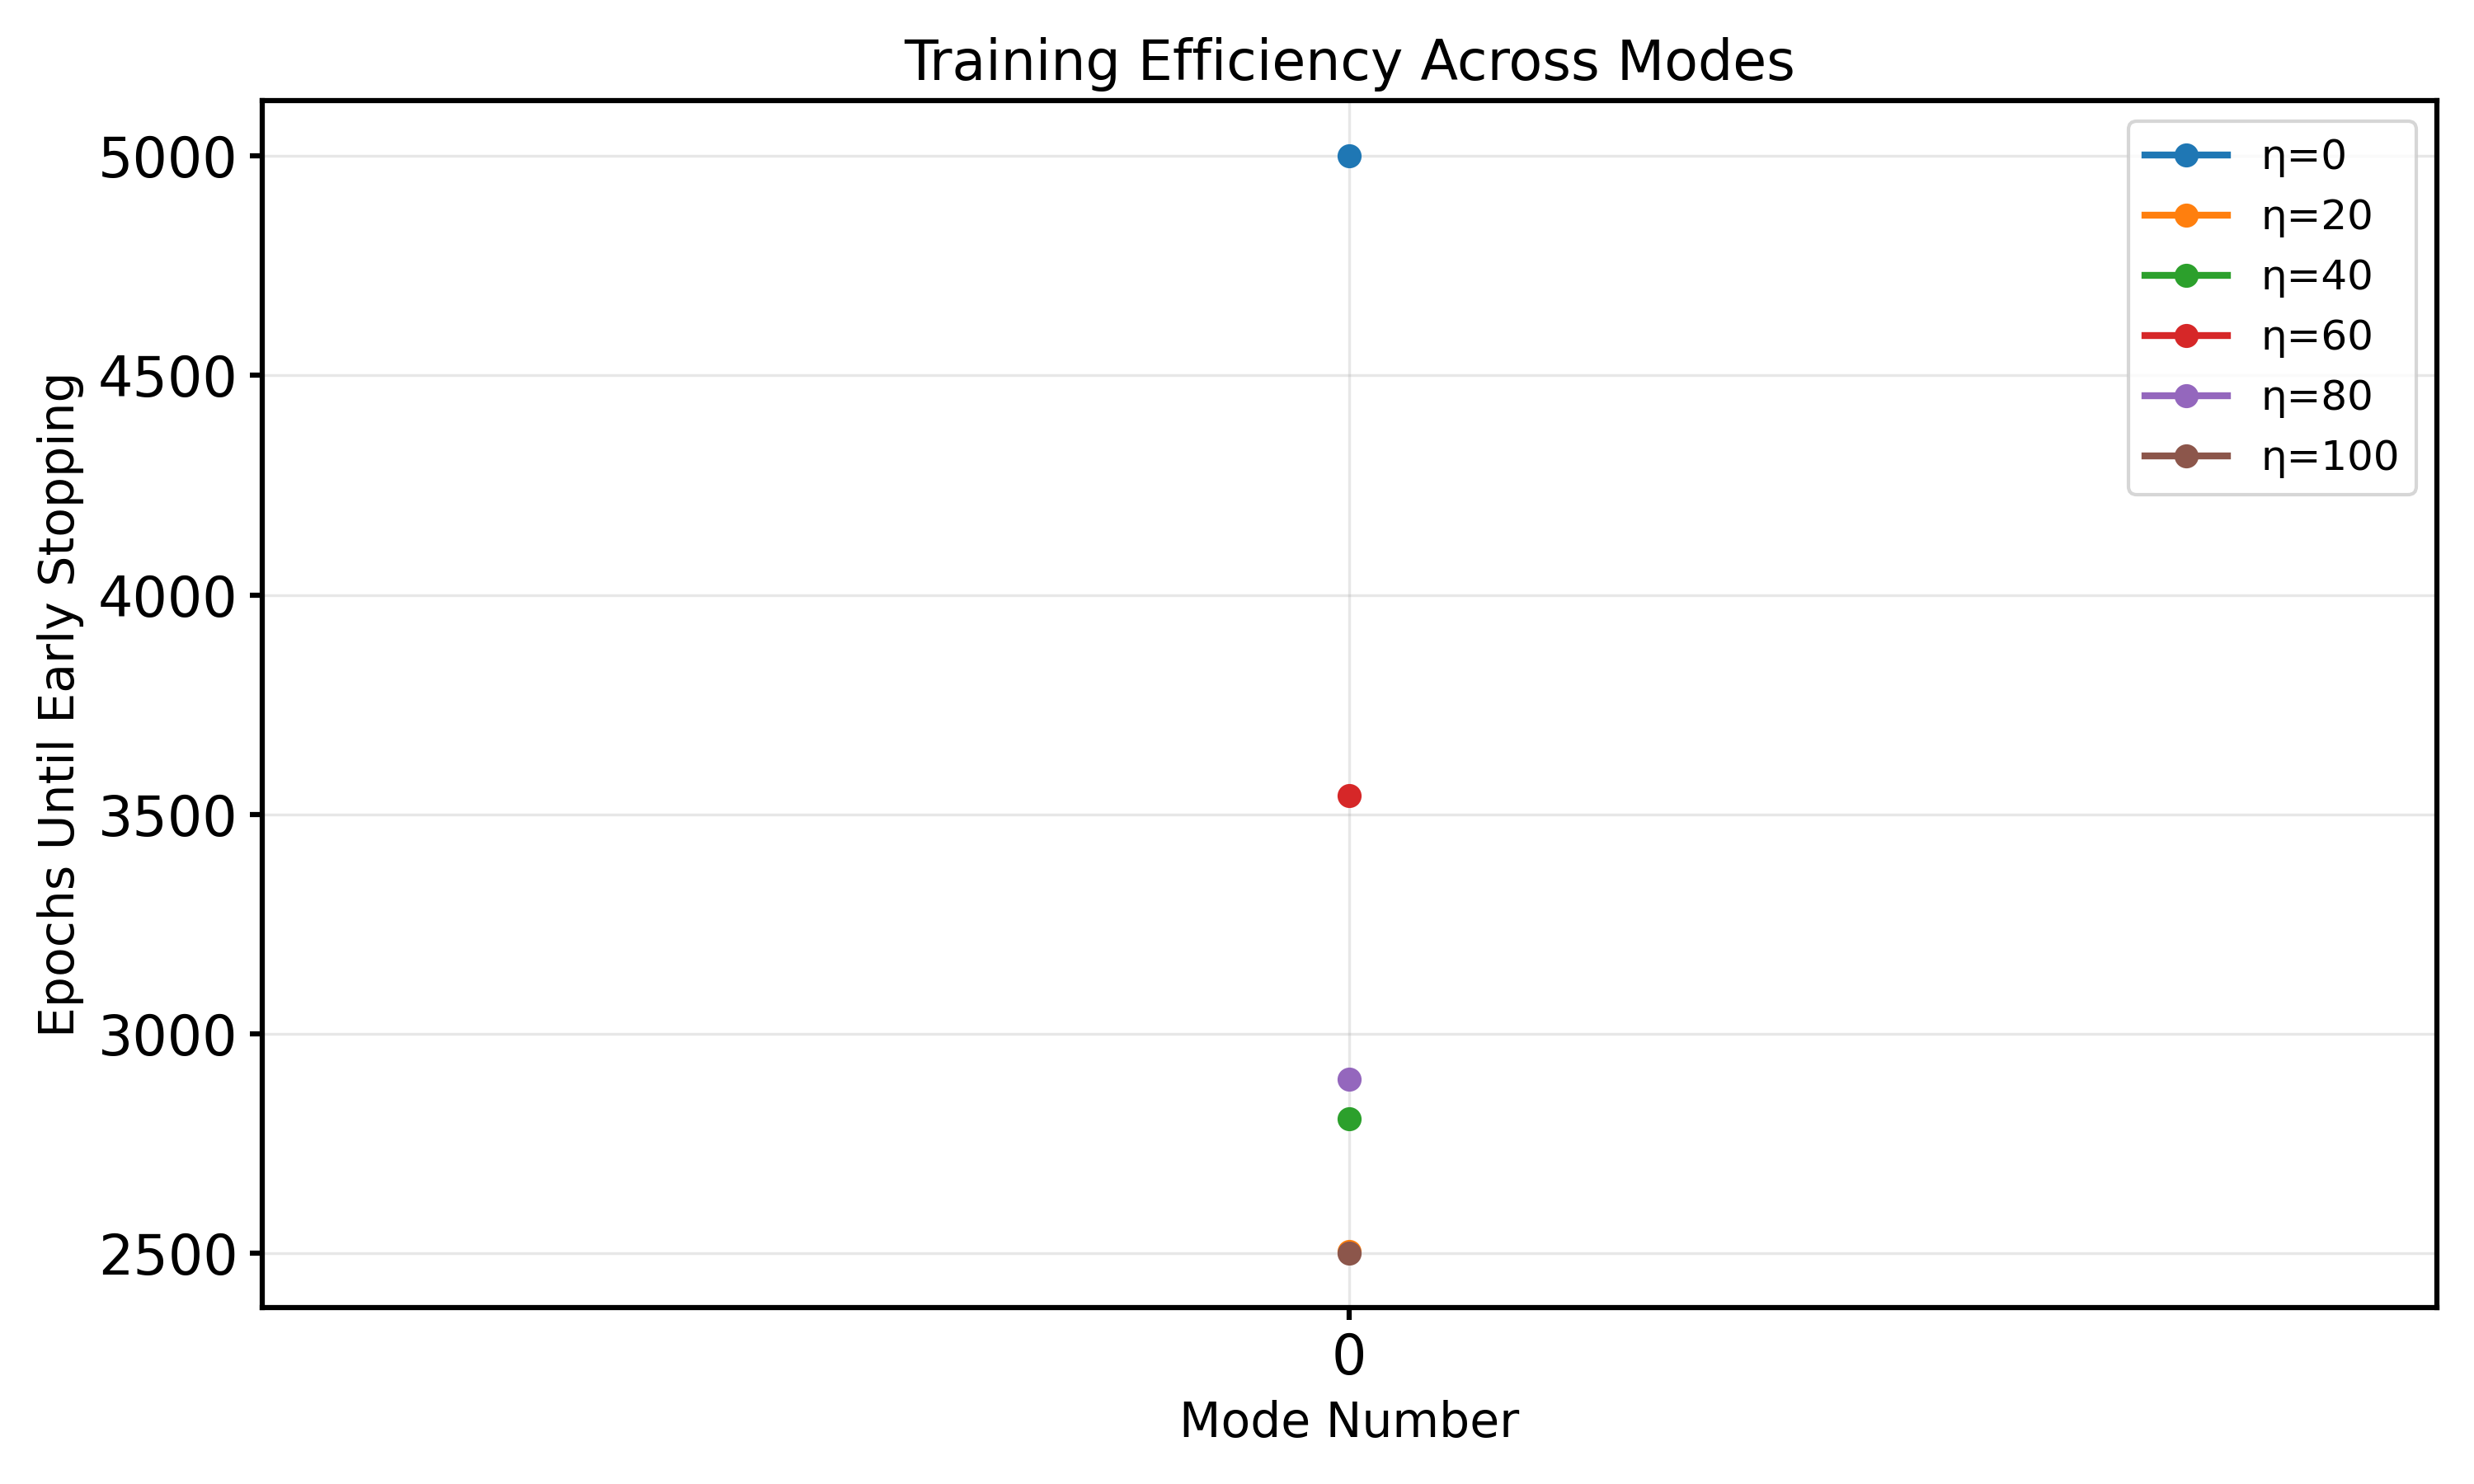 Training Efficiency Across Modes
5000
4500
4000
3500
3000
2500
Epochs Until Early Stopping
η=0
η=20
η=40
η=60
η=80
η=100
0
Mode Number